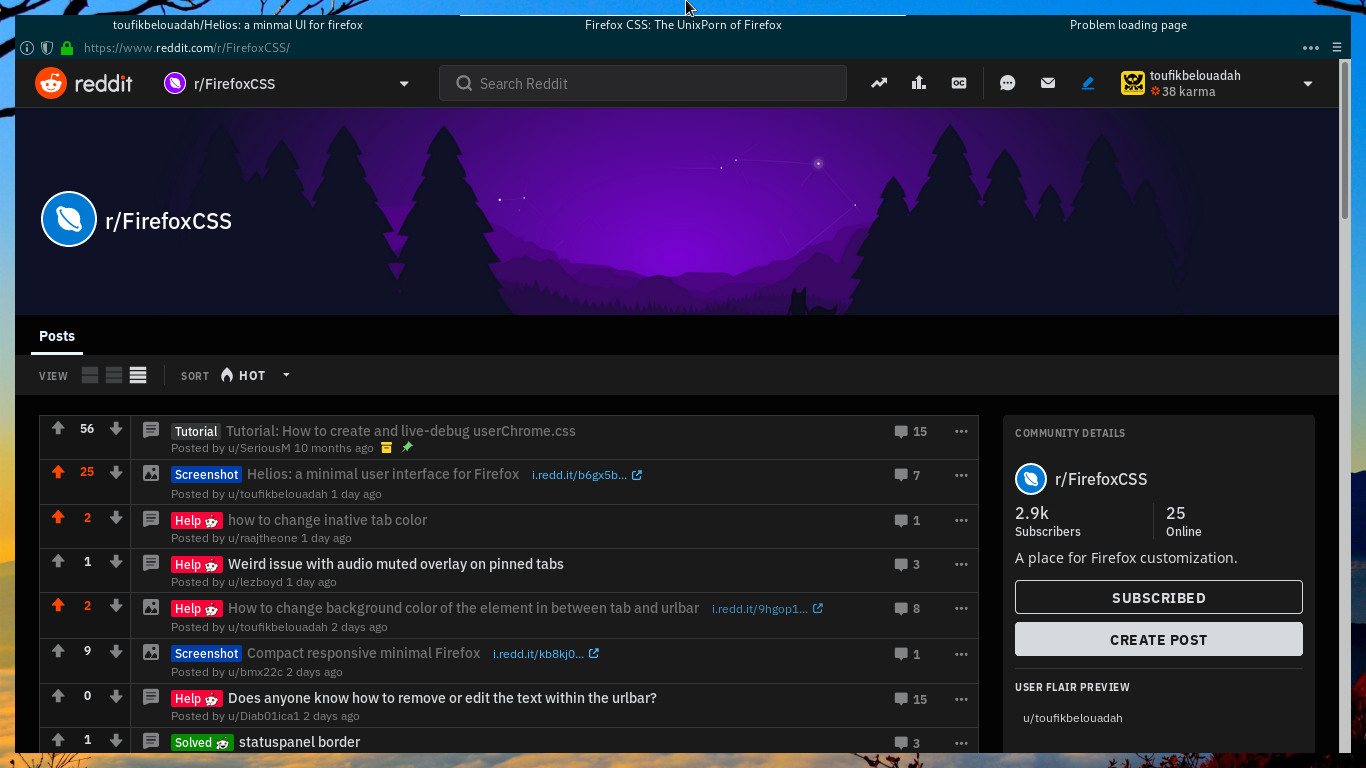 toufikbelouadah/Helios: a minmal UI for firefox
Firefox CSS: The UnixPorn of Firefox
Problem loading page
https://www.reddit.com/r/FirefoxCSS/
reddit
r/FirefoxCSS
Search Reddit
toufikbelouadah
38 karma
r/FirefoxCSS
Posts
VIEW
SORT HOT
56 Tutorial Tutorial: How to create and live-debug userChrome.css 15
Posted by u/SeriousM 10 months ago
25 Screenshot Helios: a minimal user interface for Firefox i.redd.it/b6gx5b... 7
Posted by u/toufikbelouadah 1 day ago
2 Help how to change inative tab color 1
Posted by u/raajtheone 1 day ago
1 Help Weird issue with audio muted overlay on pinned tabs 3
Posted by u/lezboyd 1 day ago
2 Help How to change background color of the element in between tab and urlbar i.redd.it/9hgop1... 8
Posted by u/toufikbelouadah 2 days ago
9 Screenshot Compact responsive minimal Firefox i.redd.it/kb8kj0... 1
Posted by u/bmx22c 2 days ago
0 Help Does anyone know how to remove or edit the text within the urlbar? 15
Posted by u/Diab01ica1 2 days ago
1 Solved statuspanel border 3
COMMUNITY DETAILS
r/FirefoxCSS
2.9k 25
Subscribers Online
A place for Firefox customization.
SUBSCRIBED
CREATE POST
USER FLAIR PREVIEW
u/toufikbelouadah